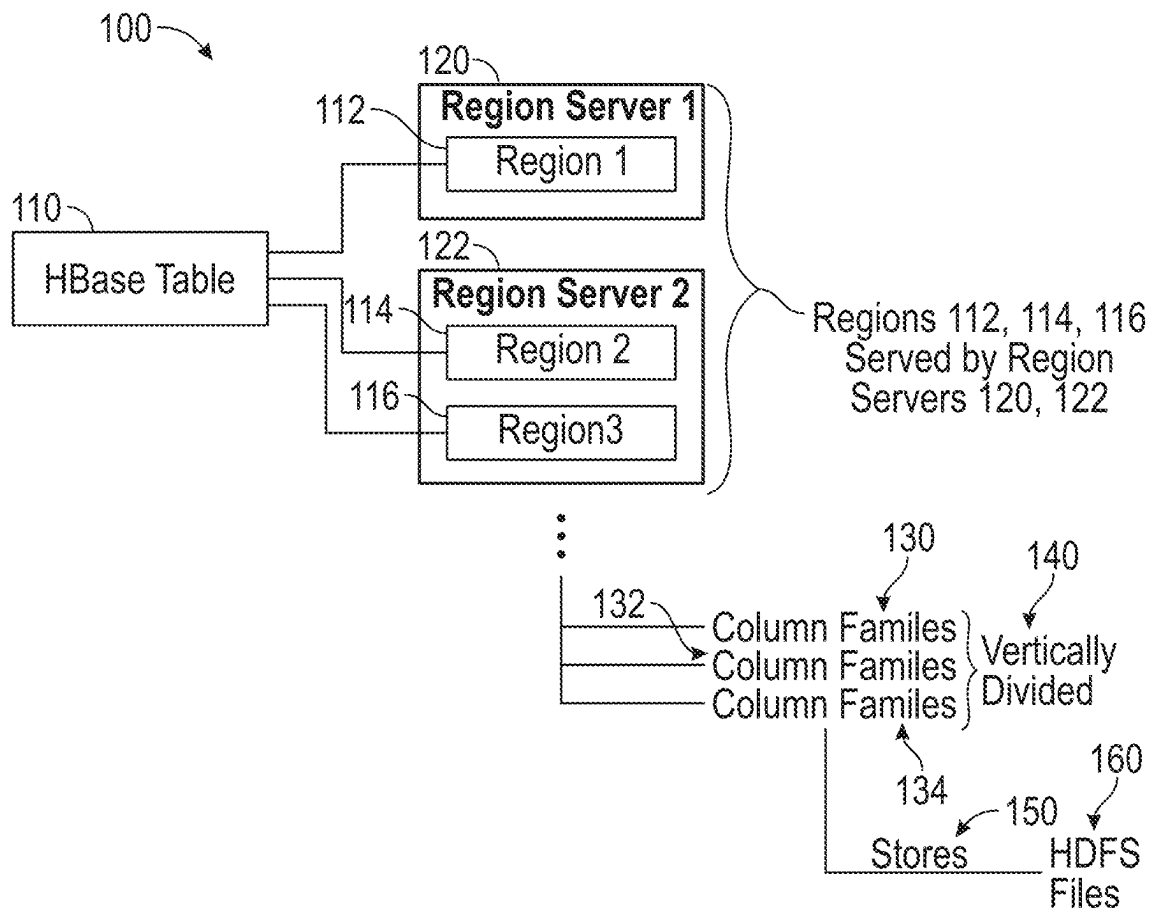 100
120
Region Server 1
112
Region 1
110
HBase Table
122
Region Server 2
114
Region 2
116
Region3
Regions 112, 114, 116
Served by Region
Servers 120, 122
130
140
132
Column Familes
Column Familes
Column Familes
Vertically
Divided
134
160
150
Stores
HDFS
Files